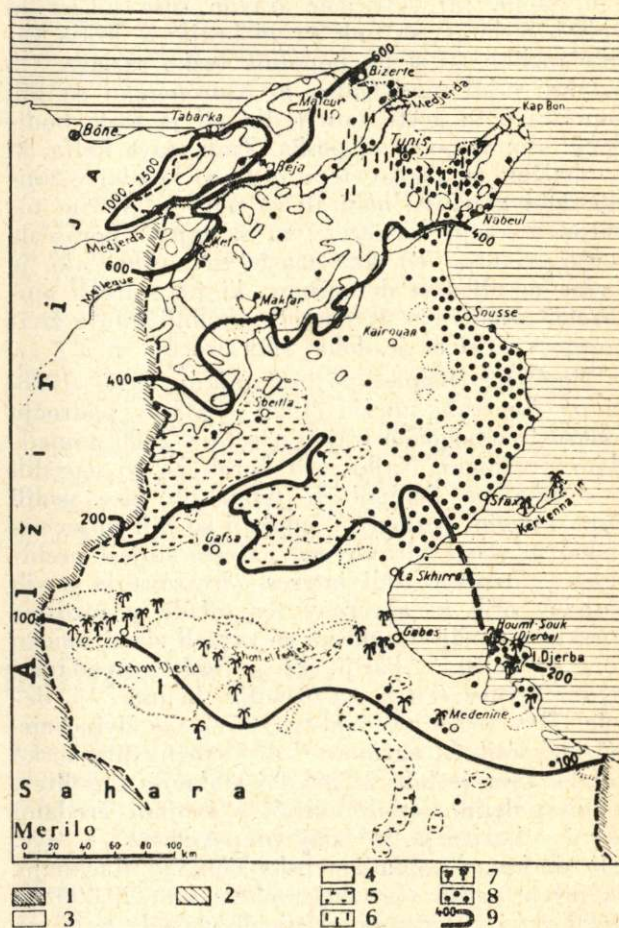 600
Bizerte
Mateur
Medjerda
Kap Bon
Tabarka
Bône
Tunis
Beja
1000-1500
Nabeul
400
Medjerda
Kef
600
Mellegue
Sousse
Maktar
Kairouan
400
Sbeitla
Sfax
Kerkenna-In
200
Gafsa
La Skhirra
100
Tozeur
Houmt-Souk
(Djerba)
Gabes
I. Djerba
200
Schott Djerid
Medenine
100
Alžirija
Sahara
Merilo
0 20 40 60 80 100
km
1 2 3 4 5 6 7 8 9
400